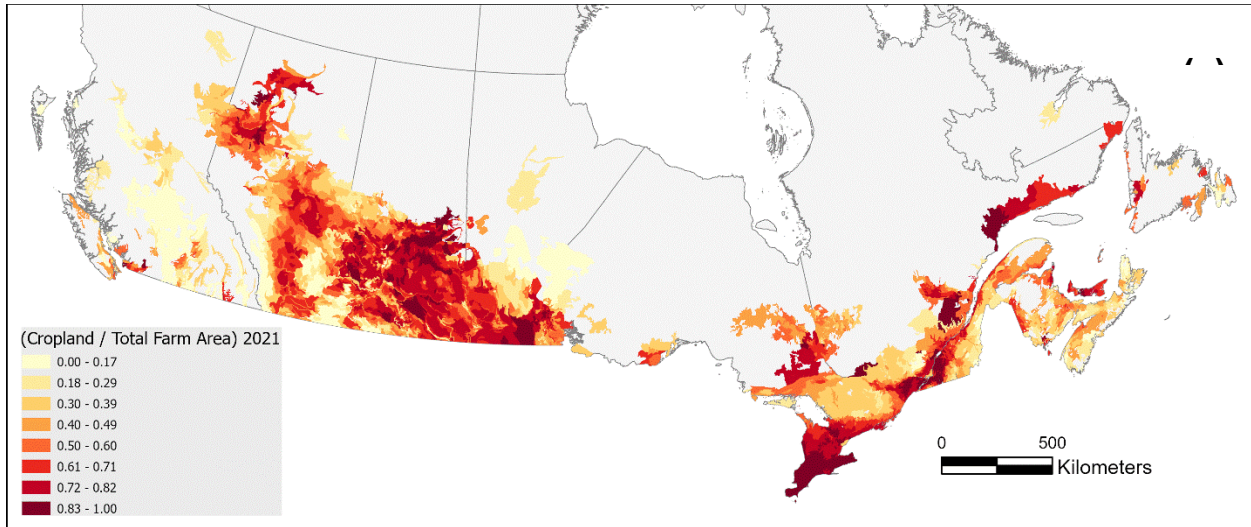 (Cropland / Total Farm Area) 2021
0.00 - 0.17
0.18 - 0.29
0.30 - 0.39
0.40 - 0.49
0.50 - 0.60
0.61 - 0.71
0.72 - 0.82
0.83 - 1.00
0 500
Kilometers